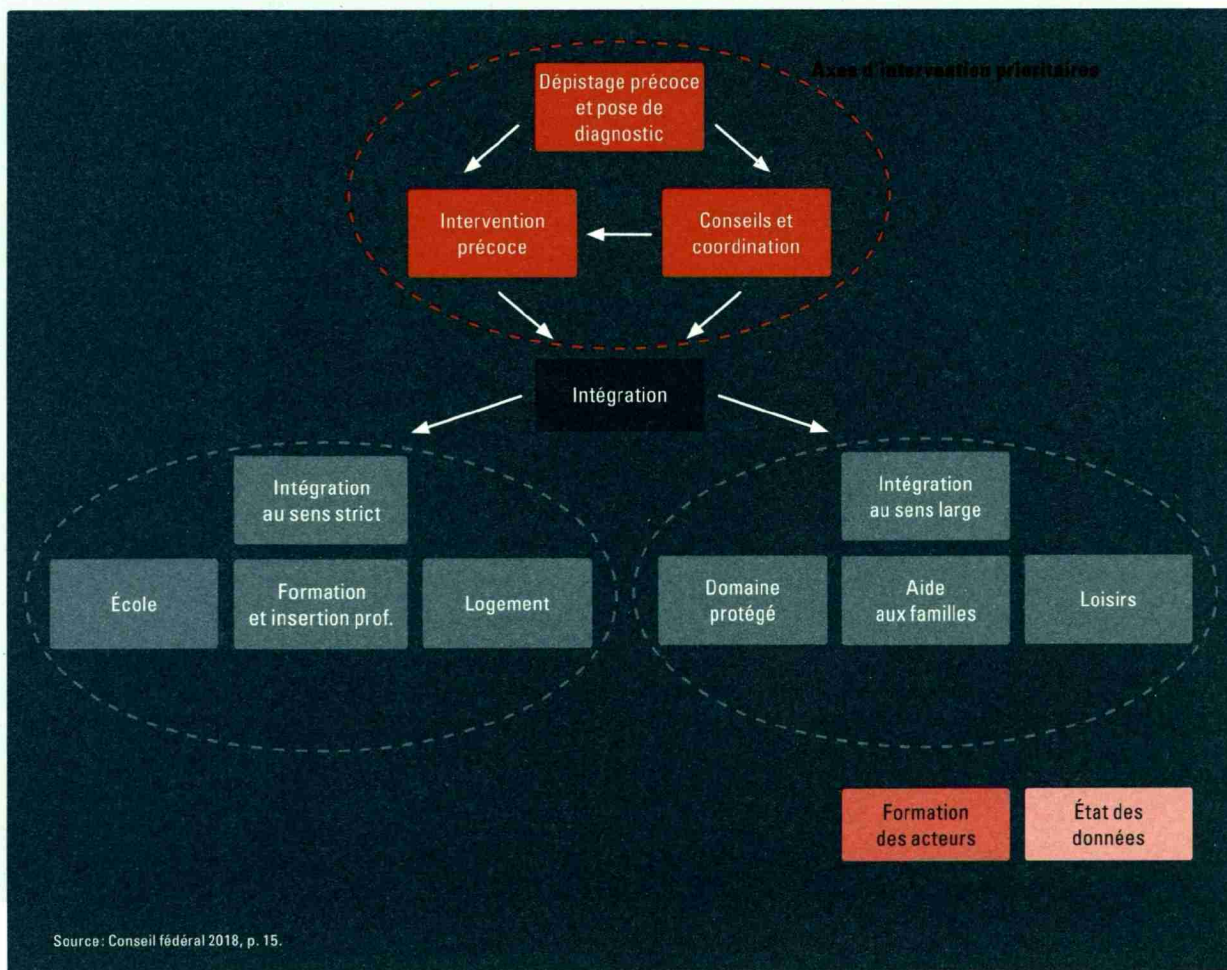 Axes d'intervention prioritaires
Dépistage précoce
et pose de
diagnostic
Intervention
précoce
Conseils et
coordination
Intégration
Intégration
au sens strict
École
Formation
et insertion prof.
Logement
Intégration
au sens large
Domaine
protégé
Aide
aux familles
Loisirs
Formation
des acteurs
État des
données
Source: Conseil fédéral 2018, p. 15.